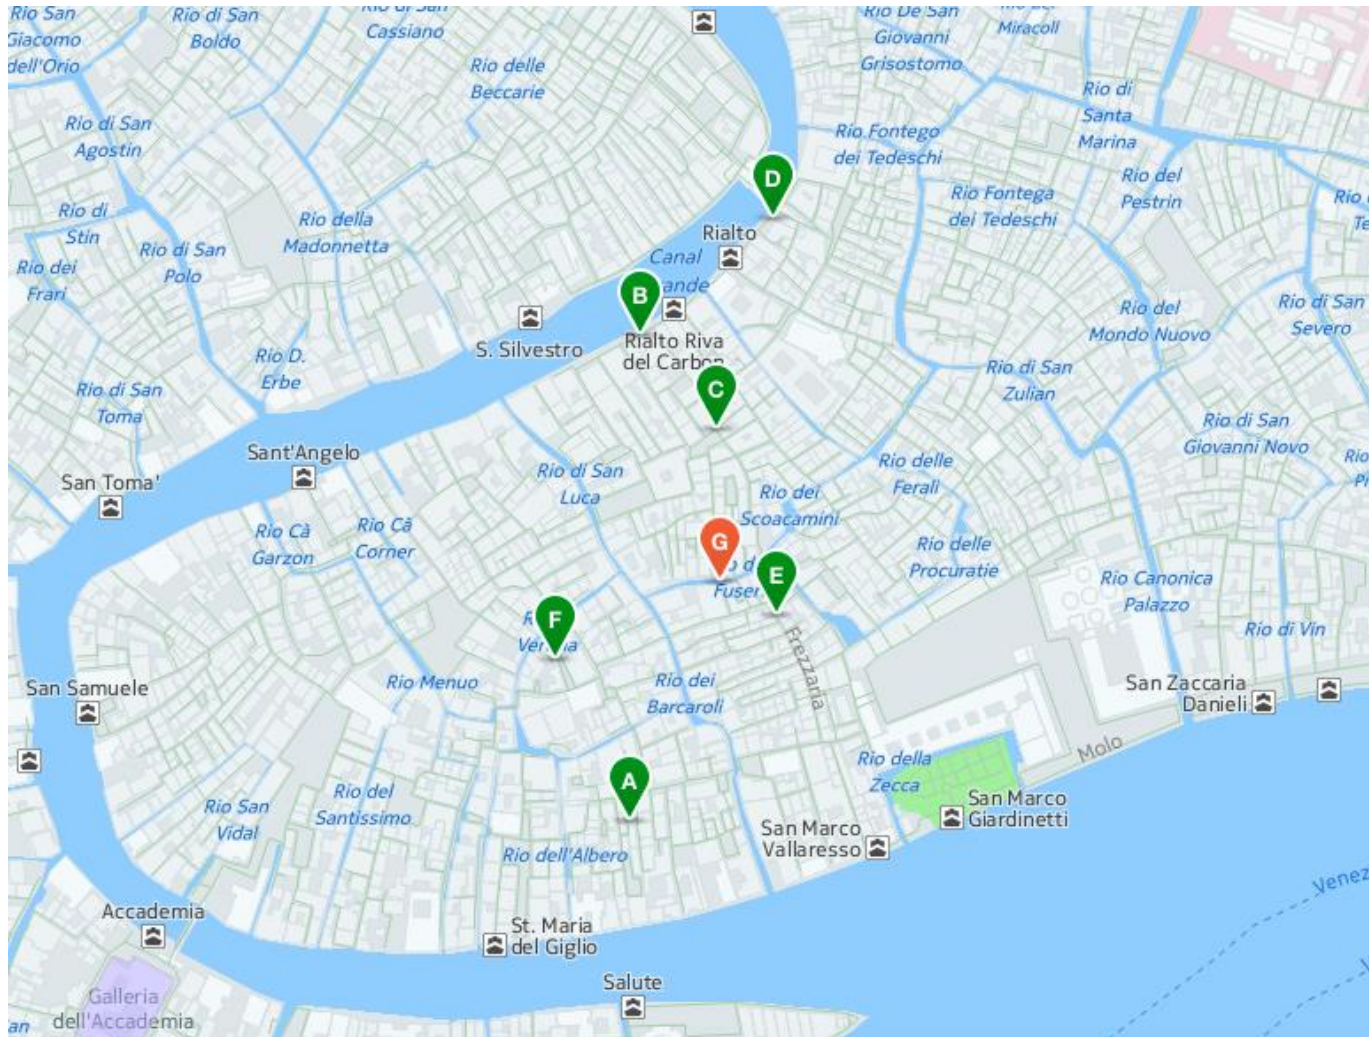 Rio San
Giacomo
dell'Orio
Rio di San
Boldo
Rio di San
Cassiano
Rio delle
Beccarie
Rio De San
Giovanni
Grisostomo
Miracoli
Rio di San
Agostin
Rio Fontego
dei Tedeschi
Rio di
Santa
Marina
Rio di
Stin
Rio dei
Frari
Rio di San
Polo
Rio della
Madonnetta
D
Rialto
Canal
Rio Fontega
dei Tedeschi
Rio del
Pestrin
Rio
B
S. Silvestro
Rialto Riva
del Carbon
Rio del
Mondo Nuovo
Rio di San
Severo
Rio D.
Erbe
Rio di San
Toma
C
Rio di San
Zulian
Rio di San
Giovanni Novo
Rio
Sant'Angelo
San Toma'
Rio di San
Luca
Rio delle
Ferali
Rio dei
Scoacamini
Rio Cà
Garzon
Rio Cà
Corner
G
E
Rio delle
Procuratie
Rio Canonica
Palazzo
Rio di Vin
F
Frezzaria
San Samuele
Rio Menuo
Rio dei
Barcaroli
San Zaccaria
Danieli
Molo
Rio della
Zecca
A
Rio San
Vidal
Rio del
Santissimo
Rio dell'Albero
San Marco
Vallaresso
San Marco
Giardinetti
Accademia
St. Maria
del Giglio
Salute
Galleria
dell'Accademia